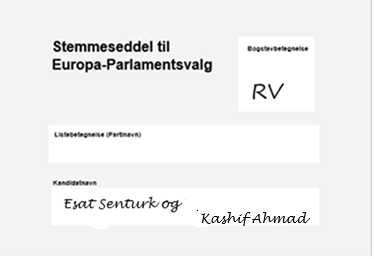 Stemmeseddel til
Europa-Parlamentsvalg
Bogstavbetegnelse
RV
Listebetegnelse (Partinavn)
Kandidatnavn
Esat Senturk og
Kashif Ahmad